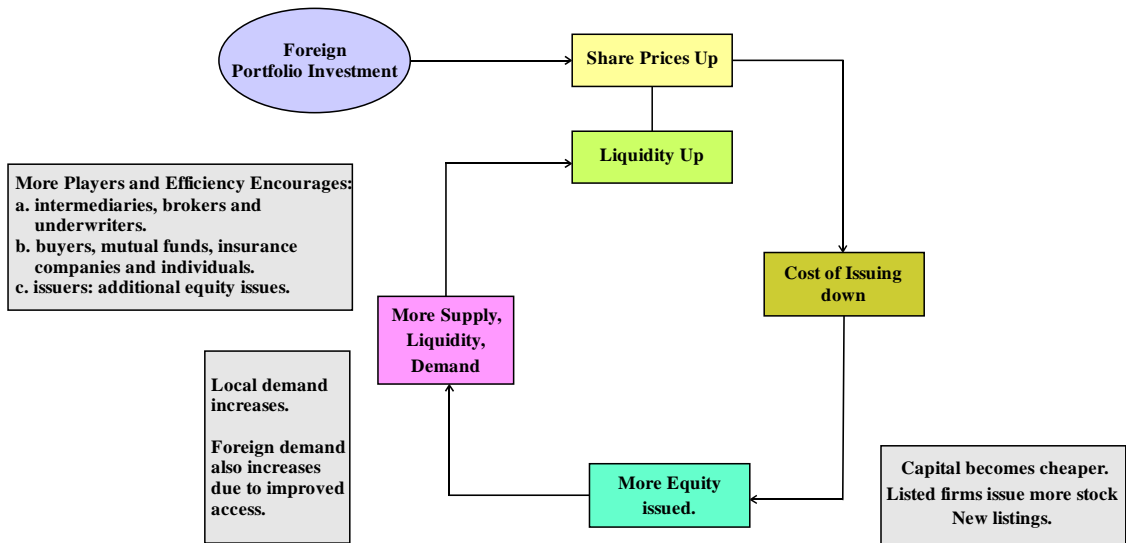 Foreign
Portfolio Investment
Share Prices Up
Liquidity Up
More Players and Efficiency Encourages:
a. intermediaries, brokers and
underwriters.
b. buyers, mutual funds, insurance
companies and individuals.
c. issuers: additional equity issues.
Cost of Issuing
down
More Supply,
Liquidity,
Demand
Local demand
increases.
Foreign demand
also increases
due to improved
access.
More Equity
issued.
Capital becomes cheaper.
Listed firms issue more stock
New listings.